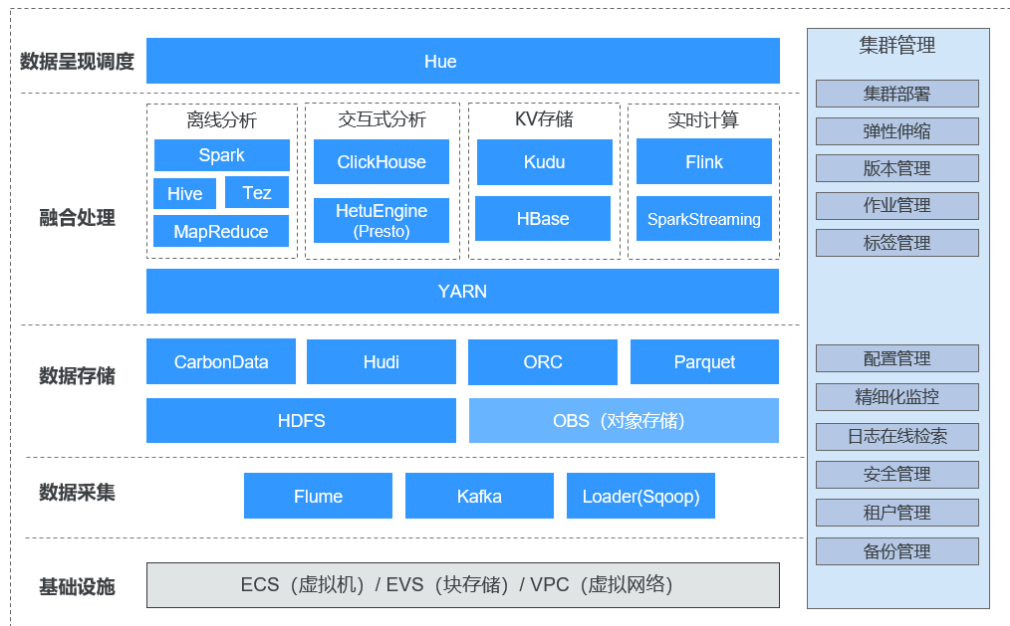 数据呈现调度
Hue
融合处理
离线分析
Spark
Hive
Tez
MapReduce
交互式分析
ClickHouse
HetuEngine
(Presto)
KV存储
Kudu
HBase
实时计算
Flink
SparkStreaming
YARN
数据存储
CarbonData
Hudi
ORC
Parquet
HDFS
OBS（对象存储）
数据采集
Flume
Kafka
Loader(Sqoop)
基础设施
ECS（虚拟机）/ EVS（块存储）/ VPC（虚拟网络）
集群管理
集群部署
弹性伸缩
版本管理
作业管理
标签管理
配置管理
精细化监控
日志在线检索
安全管理
租户管理
备份管理